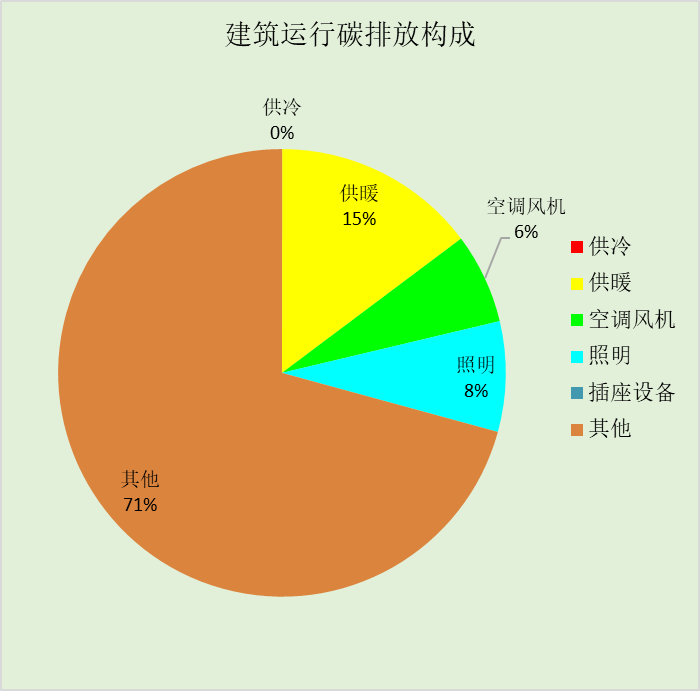 建筑运行碳排放构成
供冷
0%
供暖
15%
空调风机
6%
照明
8%
其他
71%
供冷
供暖
空调风机
照明
插座设备
其他